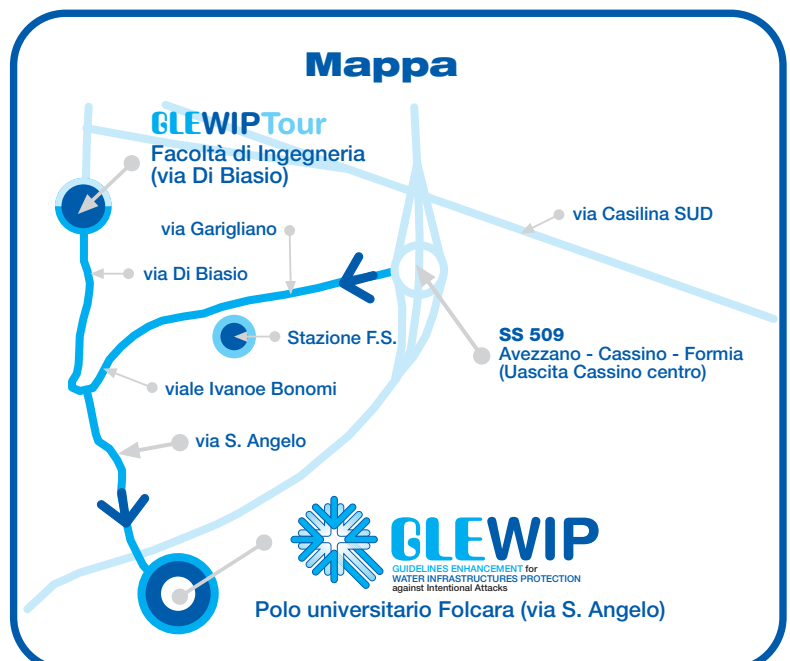 Mappa
GLEWIPTour
Facoltà di Ingegneria
(via Di Biasio)
via Casilina SUD
via Garigliano
via Di Biasio
Stazione F.S.
SS 509
Avezzano - Cassino - Formia
(Uascita Cassino centro)
viale Ivanoe Bonomi
via S. Angelo
GLEWIP
GUIDELINES ENHANCEMENT for
WATER INFRASTRUCTURES PROTECTION
against Intentional Attacks
Polo universitario Folcara (via S. Angelo)